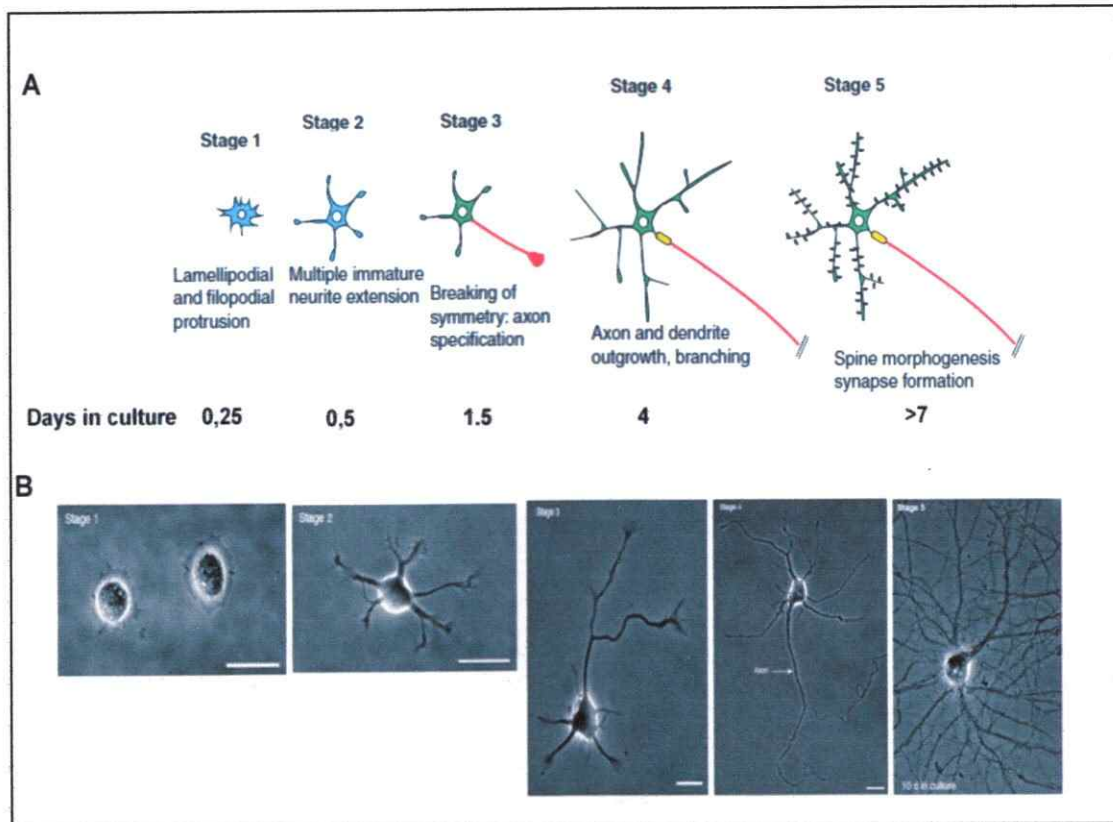 A
Stage 1
Stage 2
Stage 3
Stage 4
Stage 5
Lamellipodial
and filopodial
protrusion
Multiple immature
neurite extension
Breaking of
symmetry: axon
specification
Axon and dendrite
outgrowth, branching
Spine morphogenesis
synapse formation
Days in culture 0,25 0,5 1.5 4 >7
B
Stage 1
Stage 2
Stage 3
Stage 4
Stage 5
Axon
10 d in culture